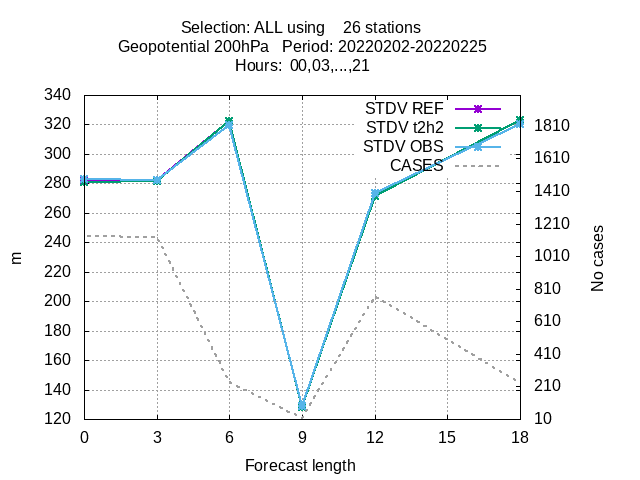 Selection: ALL using    26 stations
Geopotential 200hPa   Period: 20220202-20220225
Hours: 00,03,...,21
STDV REF
STDV t2h2
STDV OBS
CASES
340
320
300
280
260
240
220
200
180
160
140
120
m
1810
1610
1410
1210
1010
810
610
410
210
10
No cases
0 3 6 9 12 15 18
Forecast length